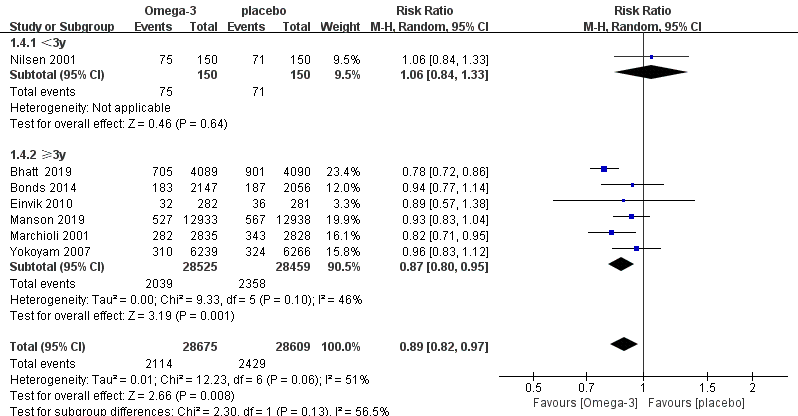 Omega-3 placebo Risk Ratio Risk Ratio
Study or Subgroup Events Total Events Total Weight M-H, Random, 95% CI M-H, Random, 95% CI
1.4.1 <3y
Nilsen 2001 75 150 71 150 9.5% 1.06 [0.84, 1.33]
Subtotal (95% CI) 150 150 9.5% 1.06 [0.84, 1.33]
Total events 75 71
Heterogeneity: Not applicable
Test for overall effect: Z = 0.46 (P = 0.64)
1.4.2 ≥3y
Bhatt 2019 705 4089 901 4090 23.4% 0.78 [0.72, 0.86]
Bonds 2014 183 2147 187 2056 12.0% 0.94 [0.77, 1.14]
Einvik 2010 32 282 36 281 4.9% 0.89 [0.57, 1.38]
Manson 2019 527 12933 567 12938 19.9% 0.93 [0.83, 1.04]
Marchioli 2001 282 2835 343 2828 16.1% 0.82 [0.71, 0.95]
Yokoyam 2007 310 6239 324 6266 14.1% 0.96 [0.83, 1.12]
Subtotal (95% CI) 28525 28459 90.5% 0.87 [0.80, 0.95]
Total events 2039 2358
Heterogeneity: Tau² = 0.00; Chi² = 9.33, df = 5 (P = 0.10); I² = 46%
Test for overall effect: Z = 3.19 (P = 0.001)
Total (95% CI) 28675 28609 100.0% 0.89 [0.82, 0.97]
Total events 2114 2429
Heterogeneity: Tau² = 0.01; Chi² = 12.23, df = 6 (P = 0.06); I² = 51%
Test for overall effect: Z = 2.66 (P = 0.008)
Test for subgroup differences: Chi² = 2.30, df = 1 (P = 0.13), I² = 56.5%
0.5 0.7 1 1.5 2
Favours [Omega-3] Favours [placebo]